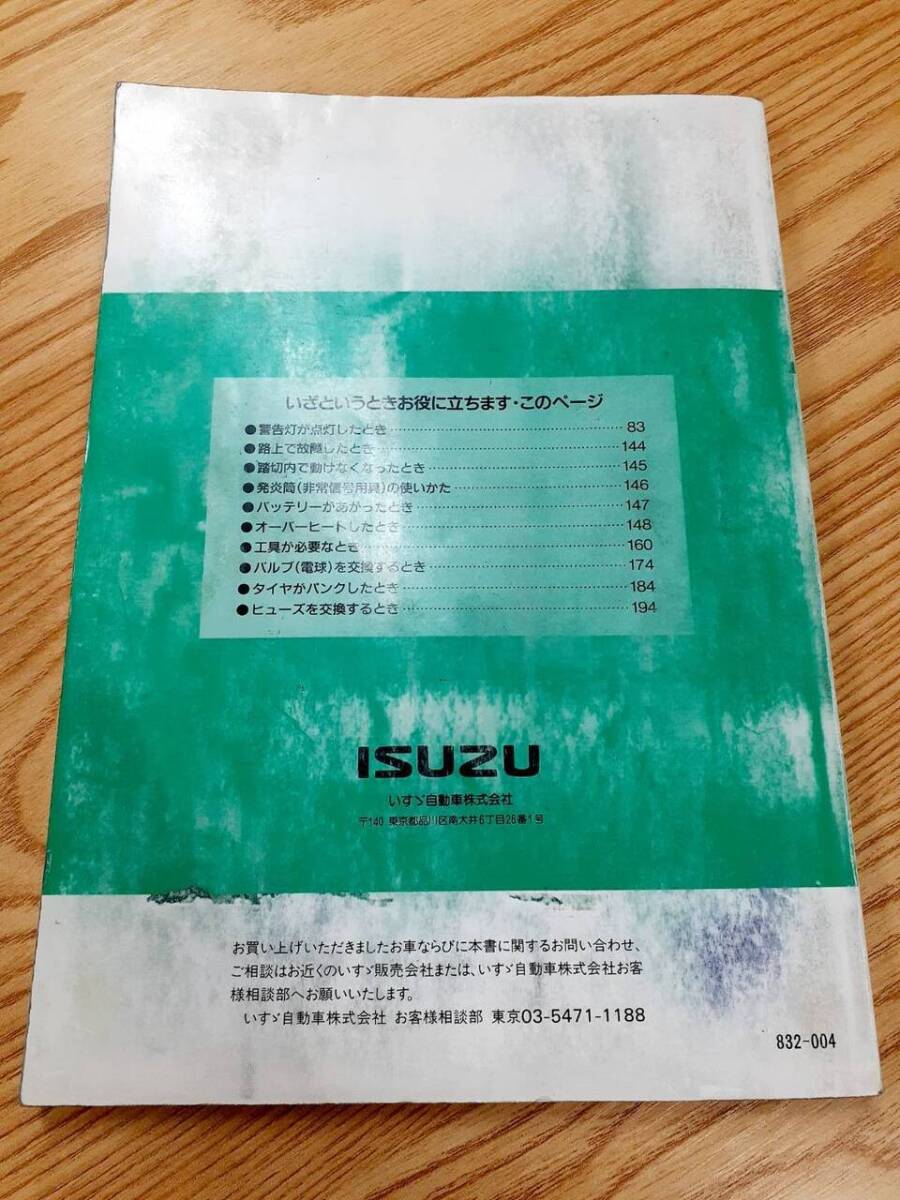 いざというときお役に立ちます・このページ
●警告灯が点灯したとき………83
●路上で故障したとき………144
●踏切内で動けなくなったとき………145
●発炎筒(非常信号用具)の使いかた………146
●バッテリーがあがったとき………147
●オーバーヒートしたとき………148
●工具が必要なとき………160
●バルブ(電球)を交換するとき………174
●タイヤがパンクしたとき………184
●ヒューズを交換するとき………194
ISUZU
いすゞ自動車株式会社
〒140 東京都品川区南大井6丁目26番1号
お買い上げいただきましたお車ならびに本書に関するお問い合わせ、
ご相談はお近くのいすゞ販売会社または、いすゞ自動車株式会社お客
様相談部へお願いいたします。
いすゞ自動車株式会社 お客様相談部 東京03-5471-1188
832-004